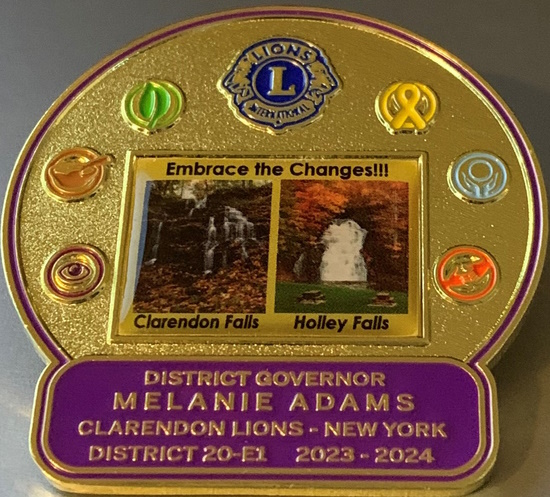 LIONS
L
INTERNATIONAL
Embrace the Changes!!!
Clarendon Falls Holley Falls
DISTRICT GOVERNOR
MELANIE ADAMS
CLARENDON LIONS - NEW YORK
DISTRICT 20-E1 2023 - 2024